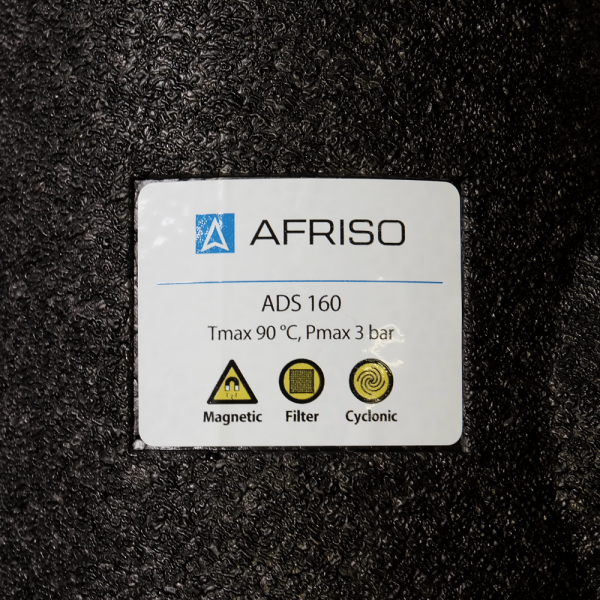 AFRISO
ADS 160
Tmax 90 °C, Pmax 3 bar
Magnetic Filter Cyclonic